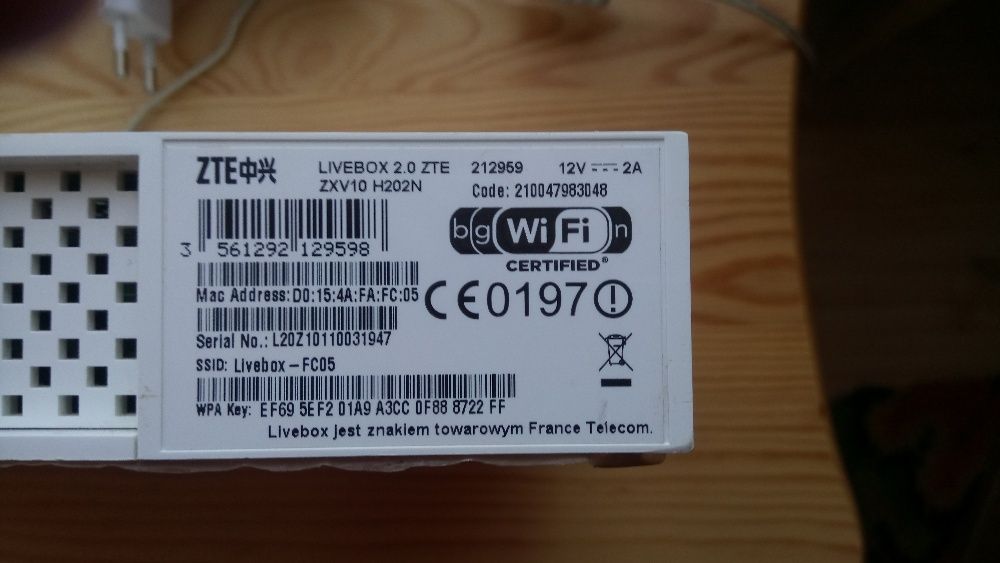 ZTE中兴 LIVEBOX 2.0 ZTE 212959 12V 2A
ZXV10 H202N Code: 210047983048
b g Wi Fi n
CERTIFIED®
3 561292 129598
Mac Address: D0:15:4A:FA:FC:05
CE0197
Serial No.: L20Z10110031947
SSID: Livebox-FC05
WPA Key: EF69 5EF2 01A9 A3CC 0F88 8722 FF
Livebox jest znakiem towarowym France Telecom.